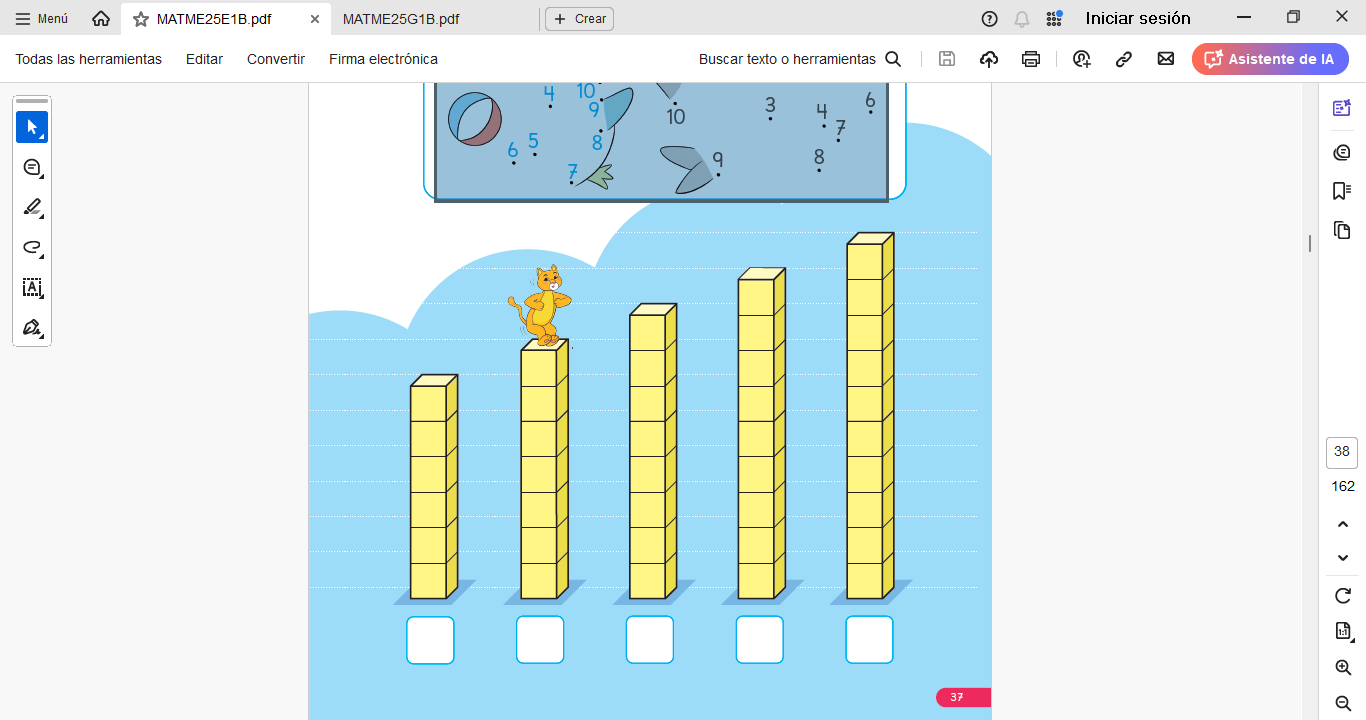 Menú
MATME25E1B.pdf
MATME25G1B.pdf
Crear
Iniciar sesión
Todas las herramientas
Editar
Convertir
Firma electrónica
Buscar texto o herramientas
Asistente de IA
4
10
9
8
6
5
7
10
9
3
4
6
7
8
37
38
162
1:1